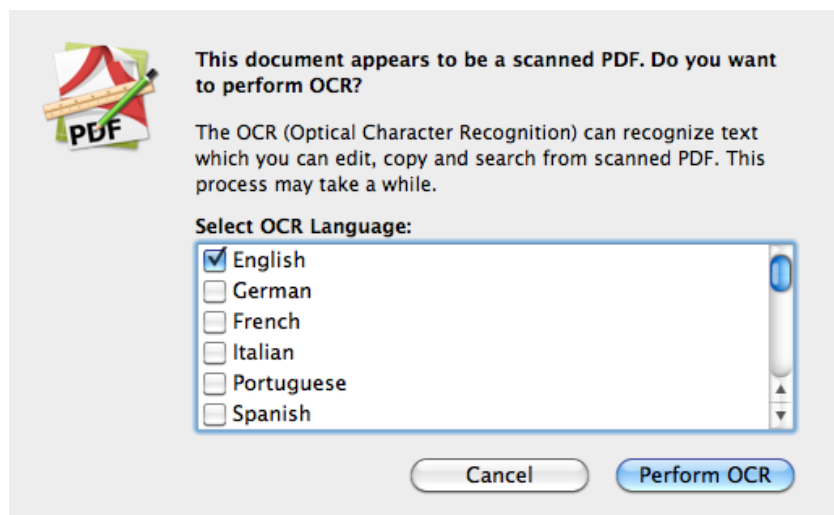 This document appears to be a scanned PDF. Do you want
to perform OCR?
The OCR (Optical Character Recognition) can recognize text
which you can edit, copy and search from scanned PDF. This
process may take a while.
Select OCR Language:
English
German
French
Italian
Portuguese
Spanish
Cancel
Perform OCR
PDF